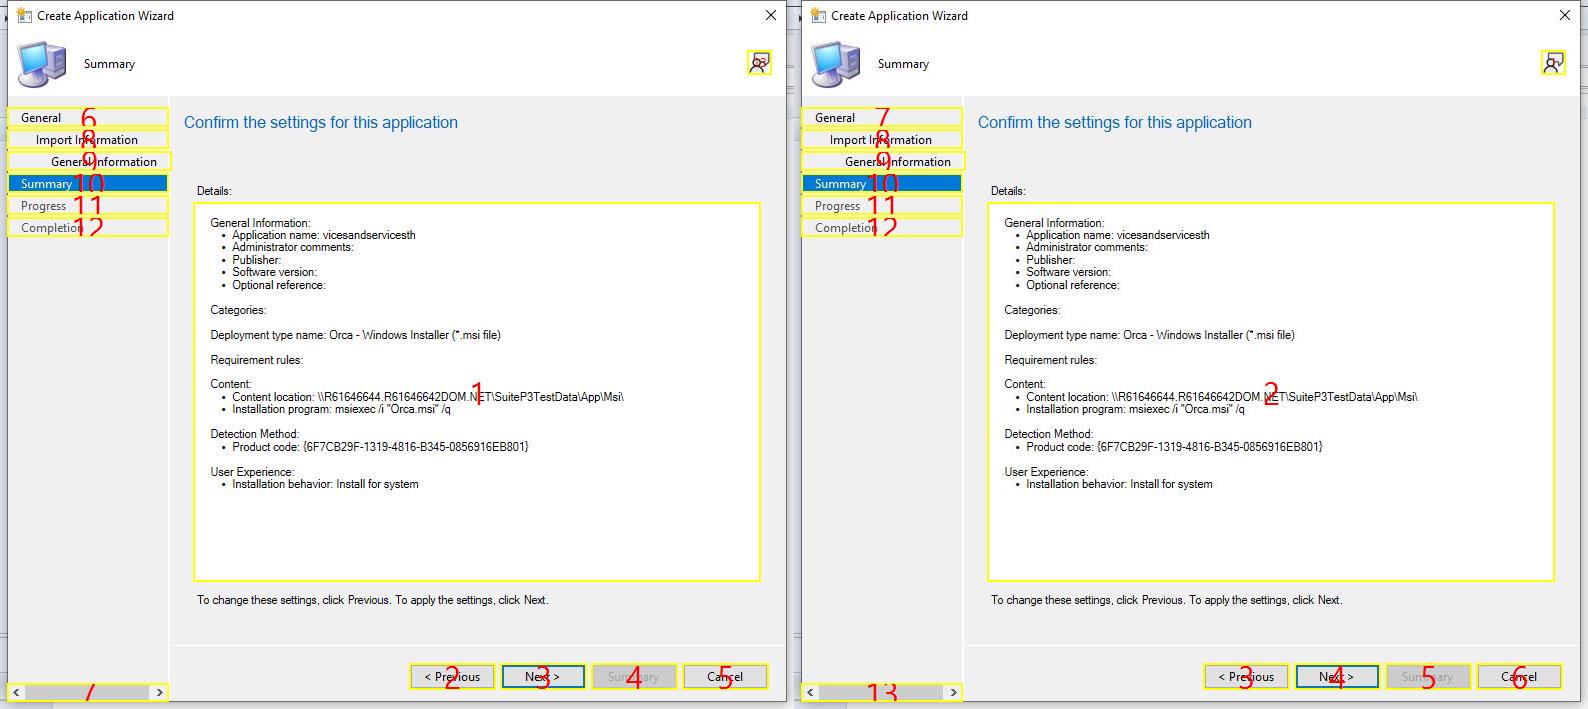 Create Application Wizard
Summary
13
General 6
Import Information 8
General Information 9
Summary 10
Progress 11
Completion 12
7
Confirm the settings for this application
Details:
General Information:
• Application name: vicesandservicesth
• Administrator comments:
• Publisher:
• Software version:
• Optional reference:
Categories:
Deployment type name: Orca - Windows Installer (*.msi file)
Requirement rules:
Content:
1
• Content location: \\R61646644.R61646642DOM.NET\SuiteP3TestData\App\Msi\
• Installation program: msiexec /i "Orca.msi" /q
Detection Method:
• Product code: {6F7CB29F-1319-4816-B345-0856916EB801}
User Experience:
• Installation behavior: Install for system
To change these settings, click Previous. To apply the settings, click Next.
< Previous 2
Next > 3
Summary 4
Cancel 5
Create Application Wizard
Summary
General 7
Import Information 8
General Information 9
Summary 10
Progress 11
Completion 12
13
Confirm the settings for this application
Details:
General Information:
• Application name: vicesandservicesth
• Administrator comments:
• Publisher:
• Software version:
• Optional reference:
Categories:
Deployment type name: Orca - Windows Installer (*.msi file)
Requirement rules:
Content:
2
• Content location: \\R61646644.R61646642DOM.NET\SuiteP3TestData\App\Msi\
• Installation program: msiexec /i "Orca.msi" /q
Detection Method:
• Product code: {6F7CB29F-1319-4816-B345-0856916EB801}
User Experience:
• Installation behavior: Install for system
To change these settings, click Previous. To apply the settings, click Next.
< Previous 3
Next > 4
Summary 5
Cancel 6